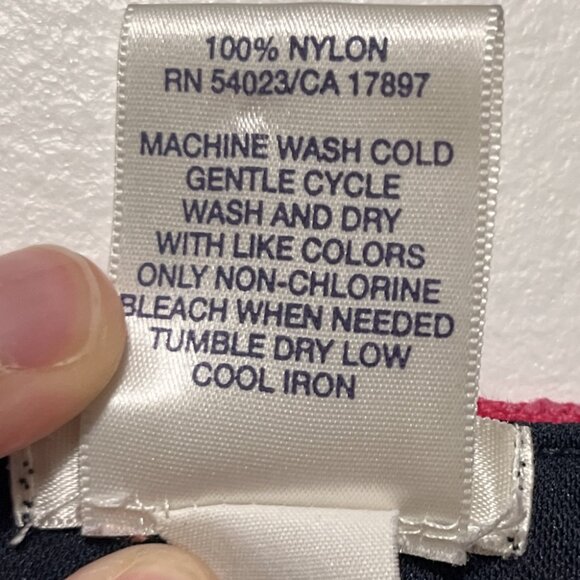 100% NYLON
RN 54023/CA 17897
MACHINE WASH COLD
GENTLE CYCLE
WASH AND DRY
WITH LIKE COLORS
ONLY NON-CHLORINE
BLEACH WHEN NEEDED
TUMBLE DRY LOW
COOL IRON